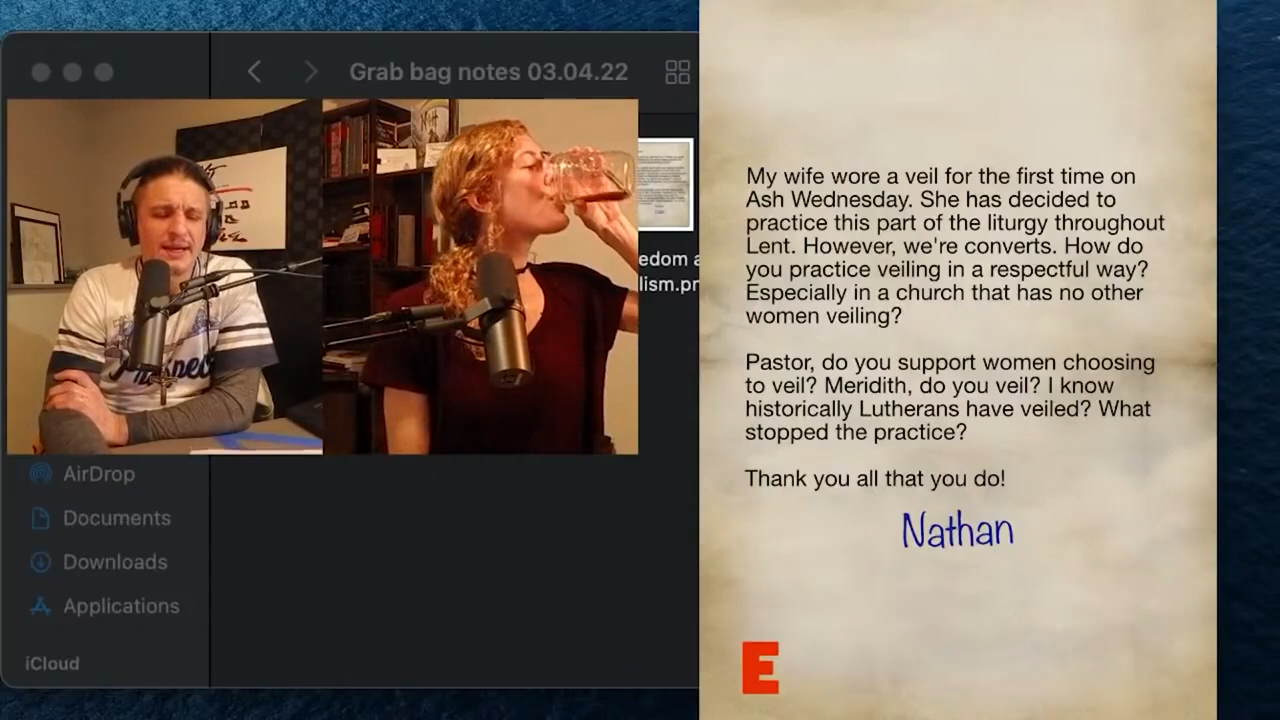 Grab bag notes 03.04.22
My wife wore a veil for the first time on
Ash Wednesday. She has decided to
practice this part of the liturgy throughout
Lent. However, we're converts. How do
you practice veiling in a respectful way?
Especially in a church that has no other
women veiling?
Pastor, do you support women choosing
to veil? Meridith, do you veil? I know
historically Lutherans have veiled? What
stopped the practice?
Thank you all that you do!
Nathan
E
edom a
lism.pr
AirDrop
Documents
Downloads
Applications
iCloud